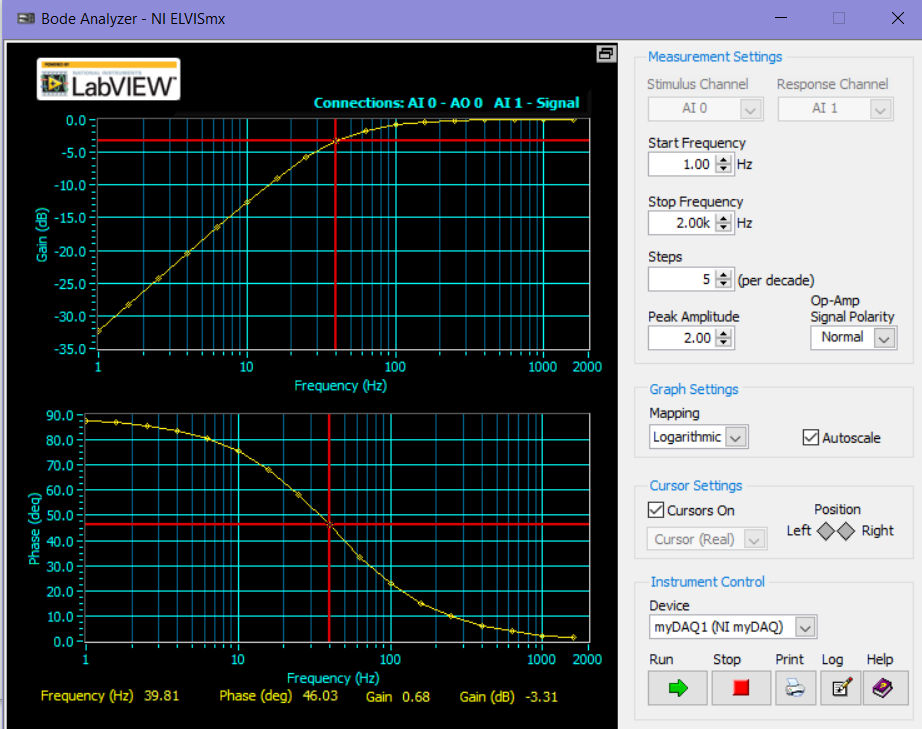 Bode Analyzer - NI ELVISmx
POWERED BY
NATIONAL INSTRUMENTS
LabVIEW™
Connections: AI 0 - AO 0 AI 1 - Signal
Gain (dB)
0.0
-5.0
-10.0
-15.0
-20.0
-25.0
-30.0
-35.0
1 10 100 1000 2000
Frequency (Hz)
Phase (deg)
90.0
80.0
70.0
60.0
50.0
40.0
30.0
20.0
10.0
0.0
1 10 100 1000 2000
Frequency (Hz)
Frequency (Hz) 39.81 Phase (deg) 46.03 Gain 0.68 Gain (dB) -3.31
Measurement Settings
Stimulus Channel Response Channel
AI 0 AI 1
Start Frequency
1.00 Hz
Stop Frequency
2.00k Hz
Steps
5 (per decade)
Peak Amplitude
2.00
Op-Amp
Signal Polarity
Normal
Graph Settings
Mapping
Logarithmic Autoscale
Cursor Settings
Cursors On
Position
Left Right
Cursor (Real)
Instrument Control
Device
myDAQ1 (NI myDAQ)
Run Stop Print Log Help